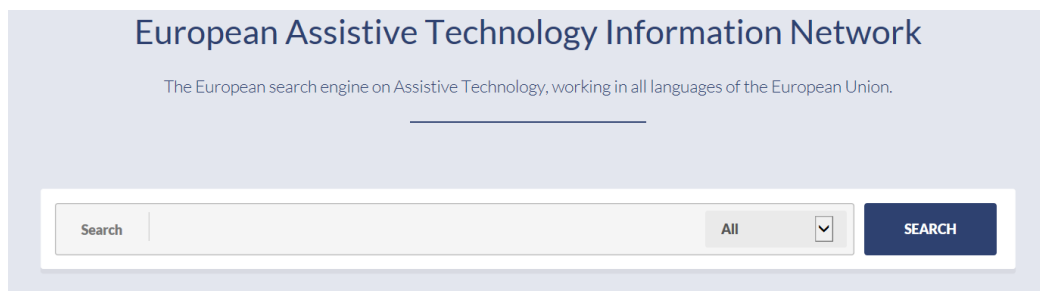 European Assistive Technology Information Network
The European search engine on Assistive Technology, working in all languages of the European Union.
Search All SEARCH